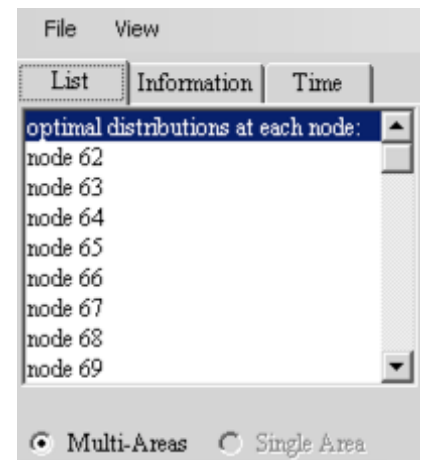 File View
List Information Time
optimal distributions at each node:
node 62
node 63
node 64
node 65
node 66
node 67
node 68
node 69
Multi-Areas Single Area